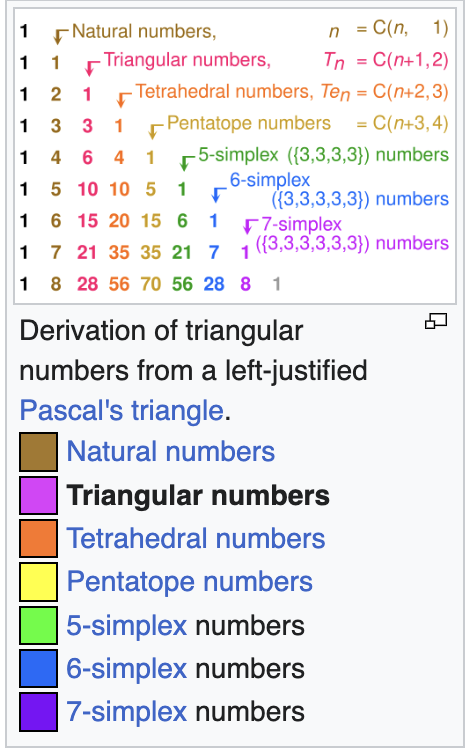 1 Natural numbers, n = C(n, 1)
1 1 Triangular numbers, Tn = C(n+1,2)
1 2 1 Tetrahedral numbers, Ten = C(n+2,3)
1 3 3 1 Pentatope numbers = C(n+3,4)
1 4 6 4 1 5-simplex ({3,3,3,3}) numbers
1 5 10 10 5 1 6-simplex
({3,3,3,3,3}) numbers
1 6 15 20 15 6 1 7-simplex
1 7 21 35 35 21 7 1 ({3,3,3,3,3,3}) numbers
1 8 28 56 70 56 28 8 1
Derivation of triangular
numbers from a left-justified
Pascal's triangle.
Natural numbers
Triangular numbers
Tetrahedral numbers
Pentatope numbers
5-simplex numbers
6-simplex numbers
7-simplex numbers